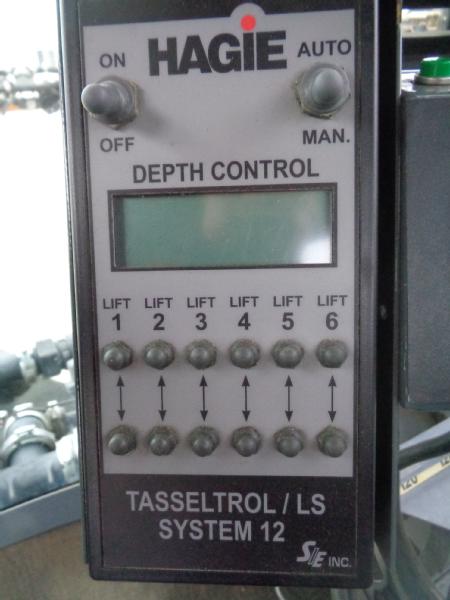 ON HAGIE AUTO
OFF MAN.
DEPTH CONTROL
LIFT LIFT LIFT LIFT LIFT LIFT
1 2 3 4 5 6
TASSELTROL / LS
SYSTEM 12
S/E INC.
120